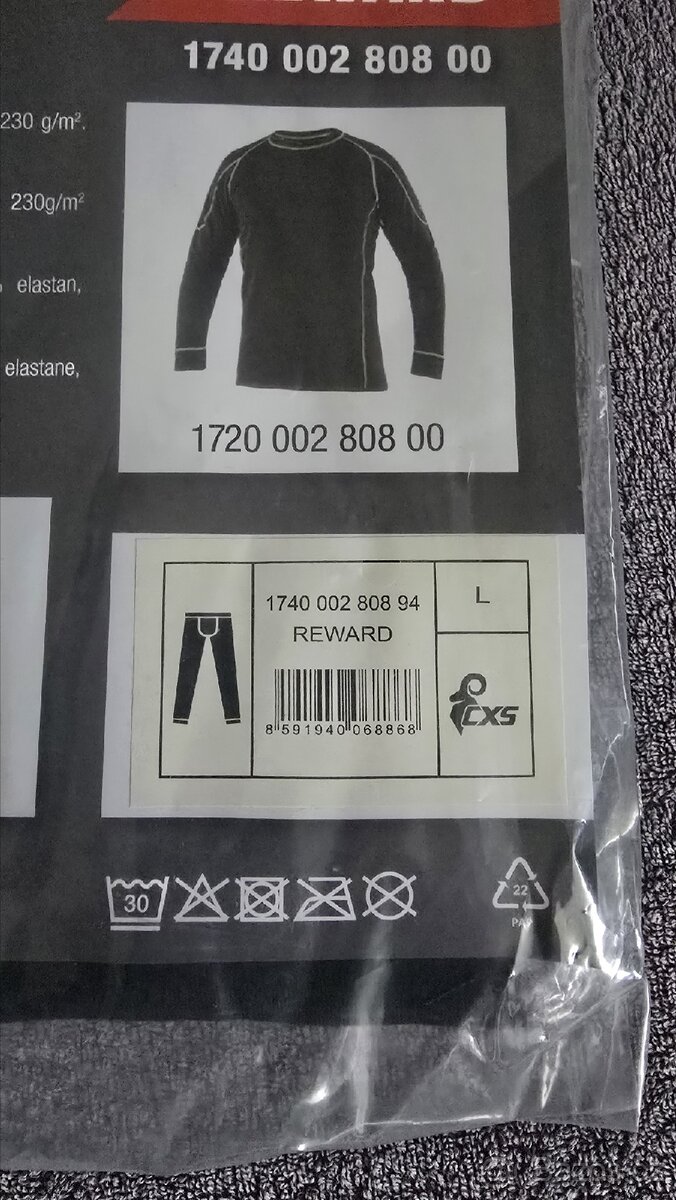 1740 002 808 00
230 g/m².
230g/m²
elastan,
elastane,
1720 002 808 00
1740 002 808 94
REWARD
L
8 591940 068868
CXS
30
22